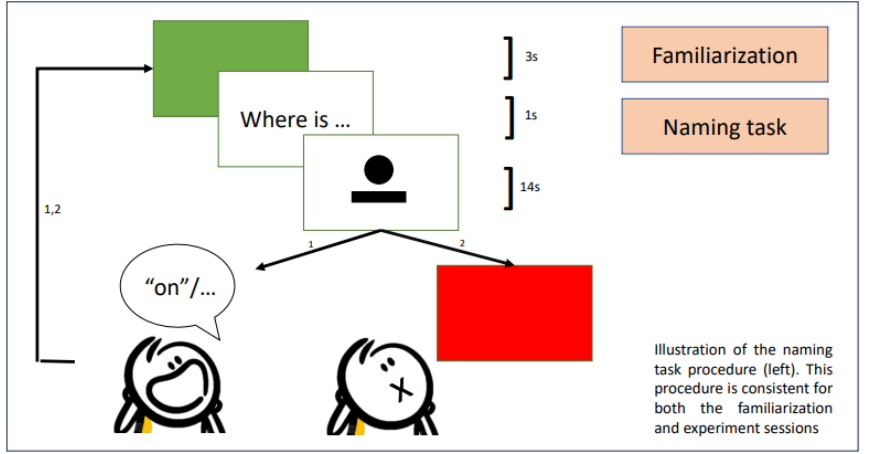 3s
Familiarization
Where is ...
1s
Naming task
14s
1,2
1
2
“on”/...
Illustration of the naming
task procedure (left). This
procedure is consistent for
both the familiarization
and experiment sessions